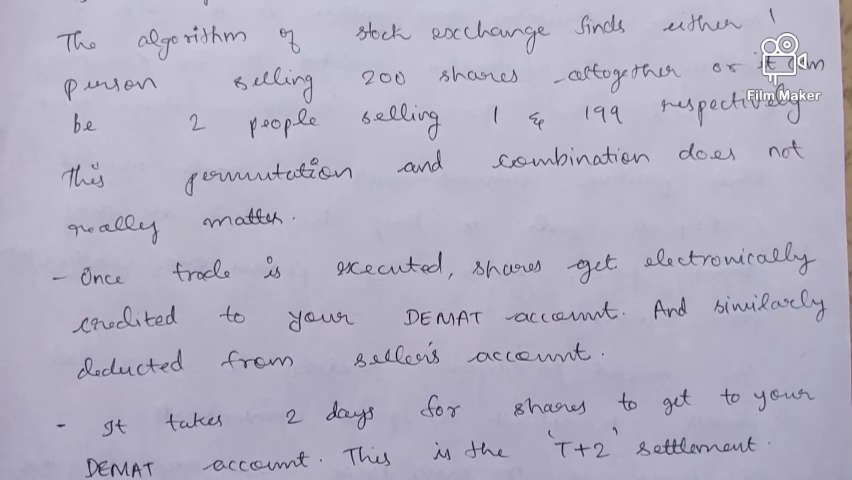 The algorithm of stock exchange finds either 1
person selling 200 shares altogether or it can
be 2 people selling 1 & 199 respectively
This permutation and combination does not
really matter.
- Once trade is executed, shares get electronically
credited to your DEMAT account. And similarly
deducted from seller's account.
- It takes 2 days for shares to get to your
DEMAT account. This is the 'T+2' settlement.
Film Maker